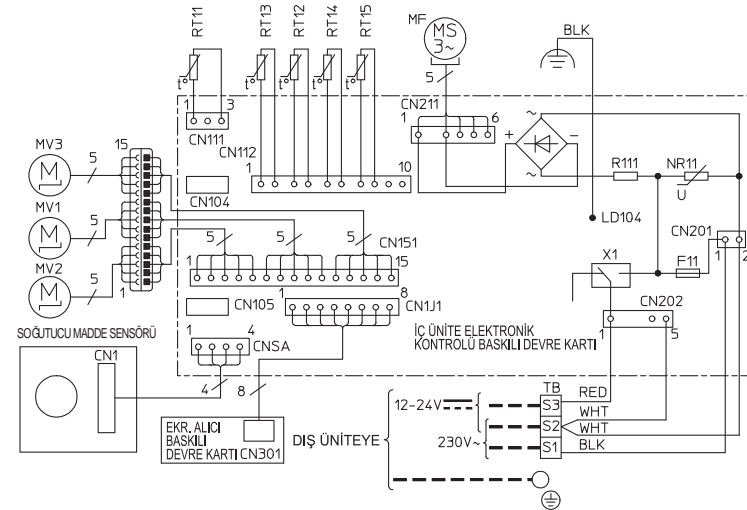 RT11
RT13
RT12
RT14
RT15
MF
MS
3~
BLK
5
t°
t°
t°
t°
t°
1
3
CN111
CN211
1
6
~
+
-
~
MV3
15
5
M
CN112
1
10
R111
NR11
U
CN104
MV1
5
M
LD104
CN201
1
2
5
5
5
CN151
1
15
X1
F11
MV2
5
M
1
CN105
8
1
CN1J1
CN202
1
5
SOĞUTUCU MADDE SENSÖRÜ
CN1
1
4
CNSA
İÇ ÜNİTE ELEKTRONİK
KONTROLÜ BASKILI DEVRE KARTI
4
8
TB
RED
12-24V
S3
WHT
S2
WHT
230V~
S1
BLK
EKR. ALICI
BASKILI
DEVRE KARTI
CN301
DIŞ ÜNİTEYE